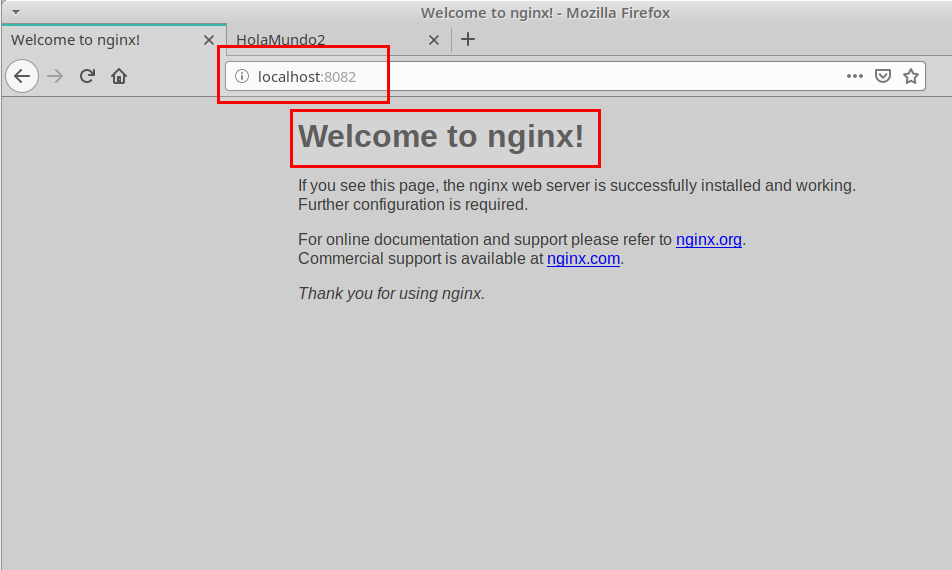 Welcome to nginx! - Mozilla Firefox
Welcome to nginx!
HolaMundo2
localhost:8082
Welcome to nginx!
If you see this page, the nginx web server is successfully installed and working.
Further configuration is required.
For online documentation and support please refer to nginx.org.
Commercial support is available at nginx.com.
Thank you for using nginx.